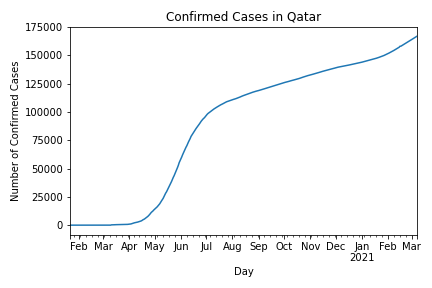 Confirmed Cases in Qatar
175000
150000
125000
100000
75000
50000
25000
0
Number of Confirmed Cases
Feb Mar Apr May Jun Jul Aug Sep Oct Nov Dec Jan Feb Mar
2021
Day